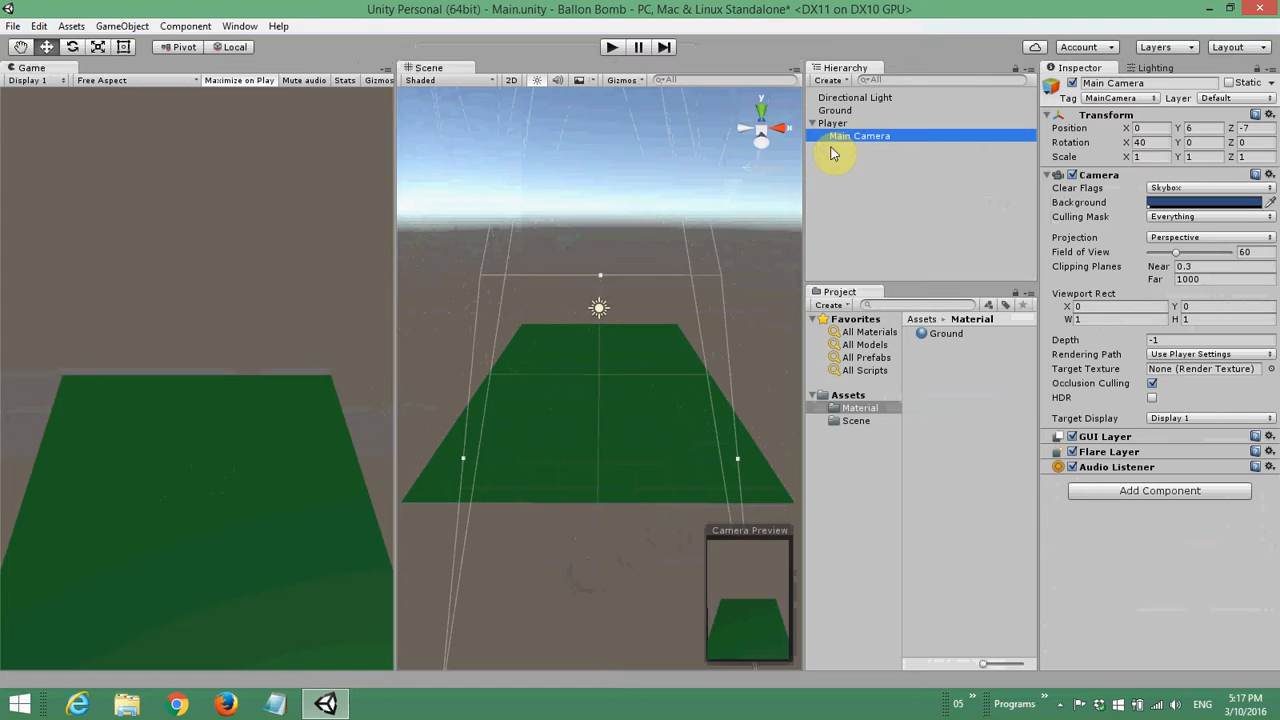 Unity Personal (64bit) - Main.unity - Ballon Bomb - PC, Mac & Linux Standalone* <DX11 on DX10 GPU>
File Edit Assets GameObject Component Window Help
Pivot Local Account Layers Layout
Game Scene Hierarchy Inspector Lighting
Display 1 Free Aspect Maximize on Play Mute audio Stats Gizmos
Shaded 2D Gizmos All
Create All
Directional Light
Ground
Player
Main Camera
y
x
Main Camera Static
Tag MainCamera Layer Default
Transform
Position X 0 Y 6 Z -7
Rotation X 40 Y 0 Z 0
Scale X 1 Y 1 Z 1
Camera
Clear Flags Skybox
Background
Culling Mask Everything
Projection Perspective
Field of View 60
Clipping Planes Near 0.3
Far 1000
Viewport Rect
X 0 Y 0
W 1 H 1
Depth -1
Rendering Path Use Player Settings
Target Texture None (Render Texture)
Occlusion Culling
HDR
Target Display Display 1
GUI Layer
Flare Layer
Audio Listener
Add Component
Project
Create
Favorites
All Materials
All Models
All Prefabs
All Scripts
Assets
Material
Scene
Assets Material
Ground
Camera Preview
05 Programs
5:17 PM
3/10/2016